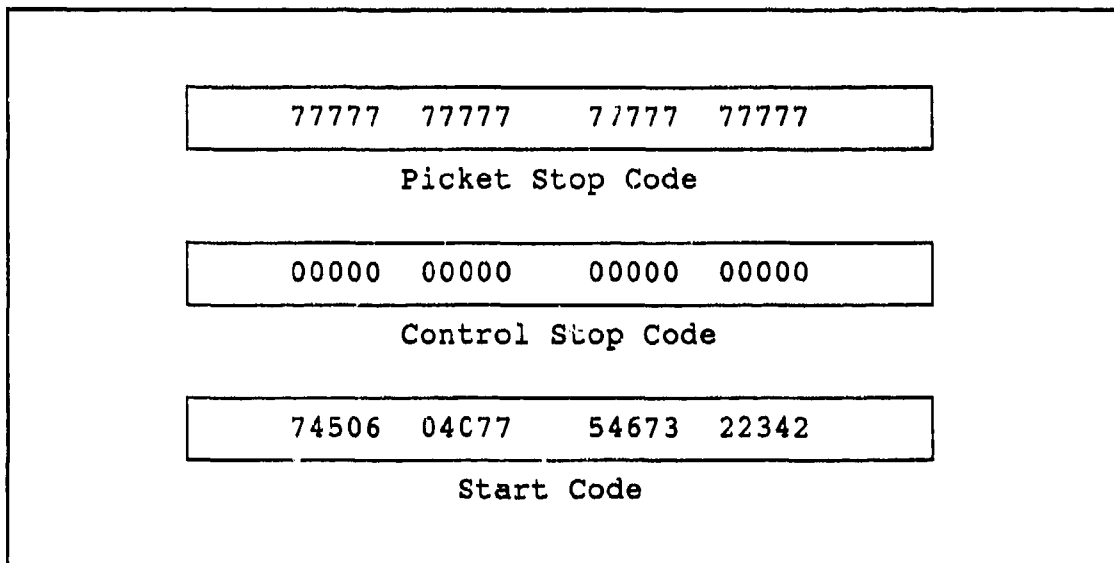 77777 77777 77777 77777
Picket Stop Code
00000 00000 00000 00000
Control Stop Code
74506 04C77 54673 22342
Start Code